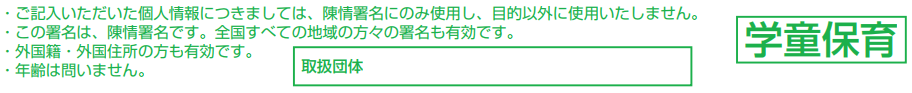 ・ご記入いただいた個人情報につきましては、陳情署名にのみ使用し、目的以外に使用いたしません。
・この署名は、陳情署名です。全国すべての地域の方々の署名も有効です。
・外国籍・外国住所の方も有効です。
・年齢は問いません。
取扱団体
学童保育